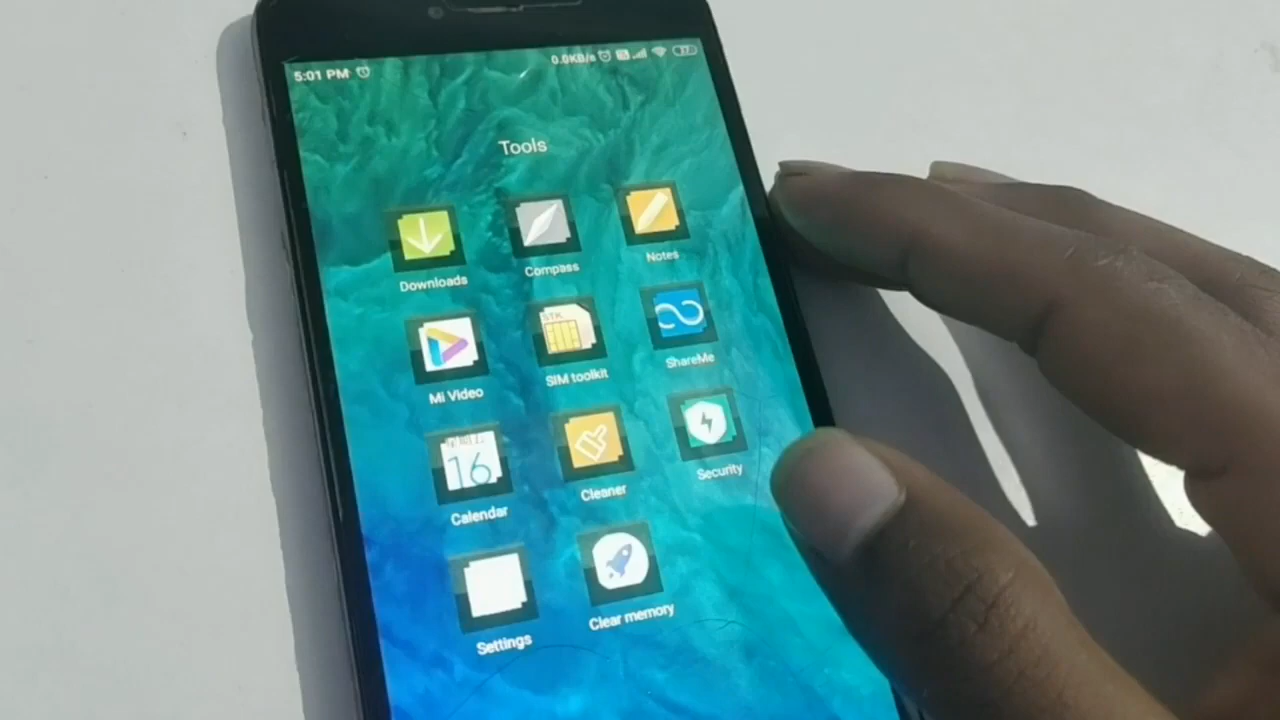 5:01 PM 0.0KB/s 37
Tools
Downloads Compass Notes
STK
Mi Video SIM toolkit ShareMe
16
Calendar Cleaner Security
Settings Clear memory